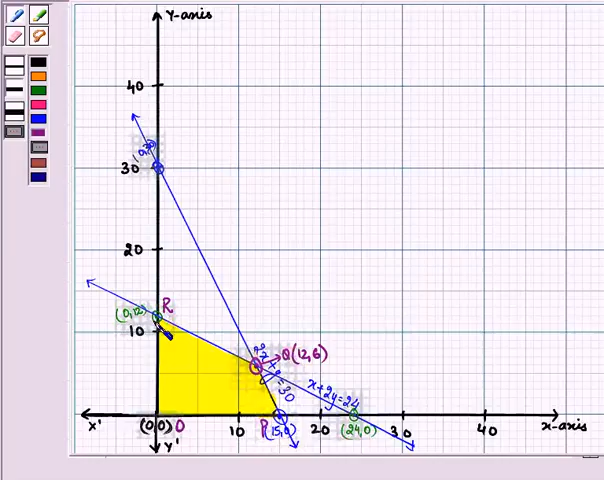 Y-axis
40
(0,30)
30
20
(0,12) R
10
Q(12,6)
2x+y=30
x+2y=24
X' (0,0) O 10 P(15,0) 20 (24,0) 30 40 x-axis
Y'